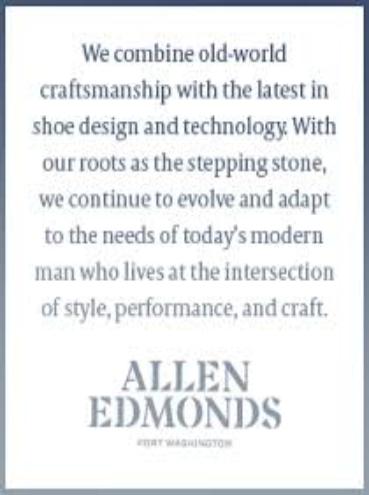 We combine old-world
craftsmanship with the latest in
shoe design and technology. With
our roots as the stepping stone,
we continue to evolve and adapt
to the needs of today's modern
man who lives at the intersection
of style, performance, and craft.
ALLEN
EDMONDS
PORT WASHINGTON